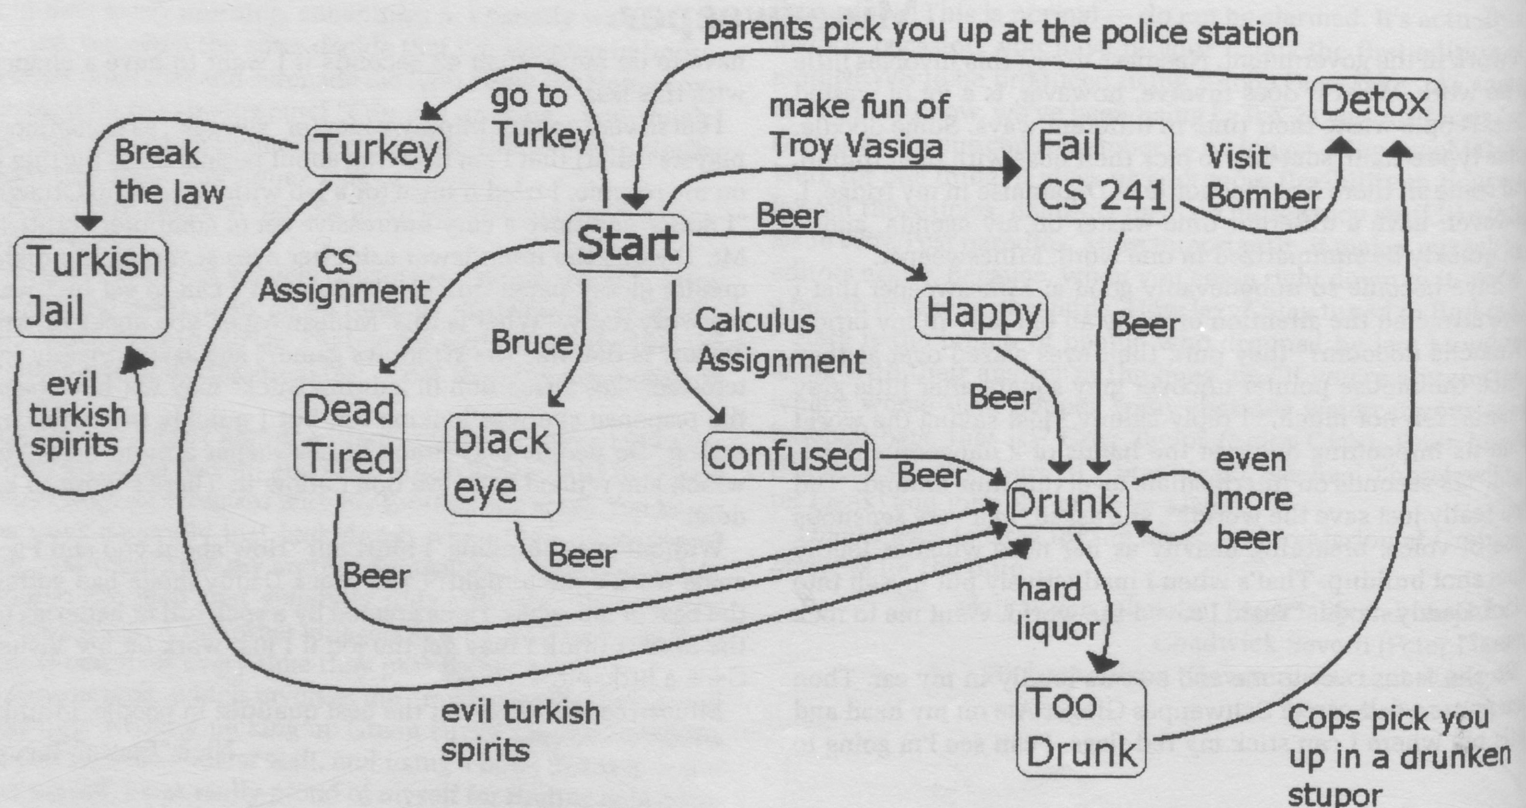 parents pick you up at the police station
go to
Turkey
make fun of
Troy Vasiga
Detox
Break
the law
Turkey
Fail
CS 241
Visit
Bomber
Beer
Start
Turkish
Jail
CS
Assignment
Happy
Beer
Calculus
Assignment
Bruce
evil
turkish
spirits
Beer
Dead
Tired
black
eye
confused
Beer
Drunk
even
more
beer
Beer
Beer
hard
liquor
evil turkish
spirits
Too
Drunk
Cops pick you
up in a drunken
stupor